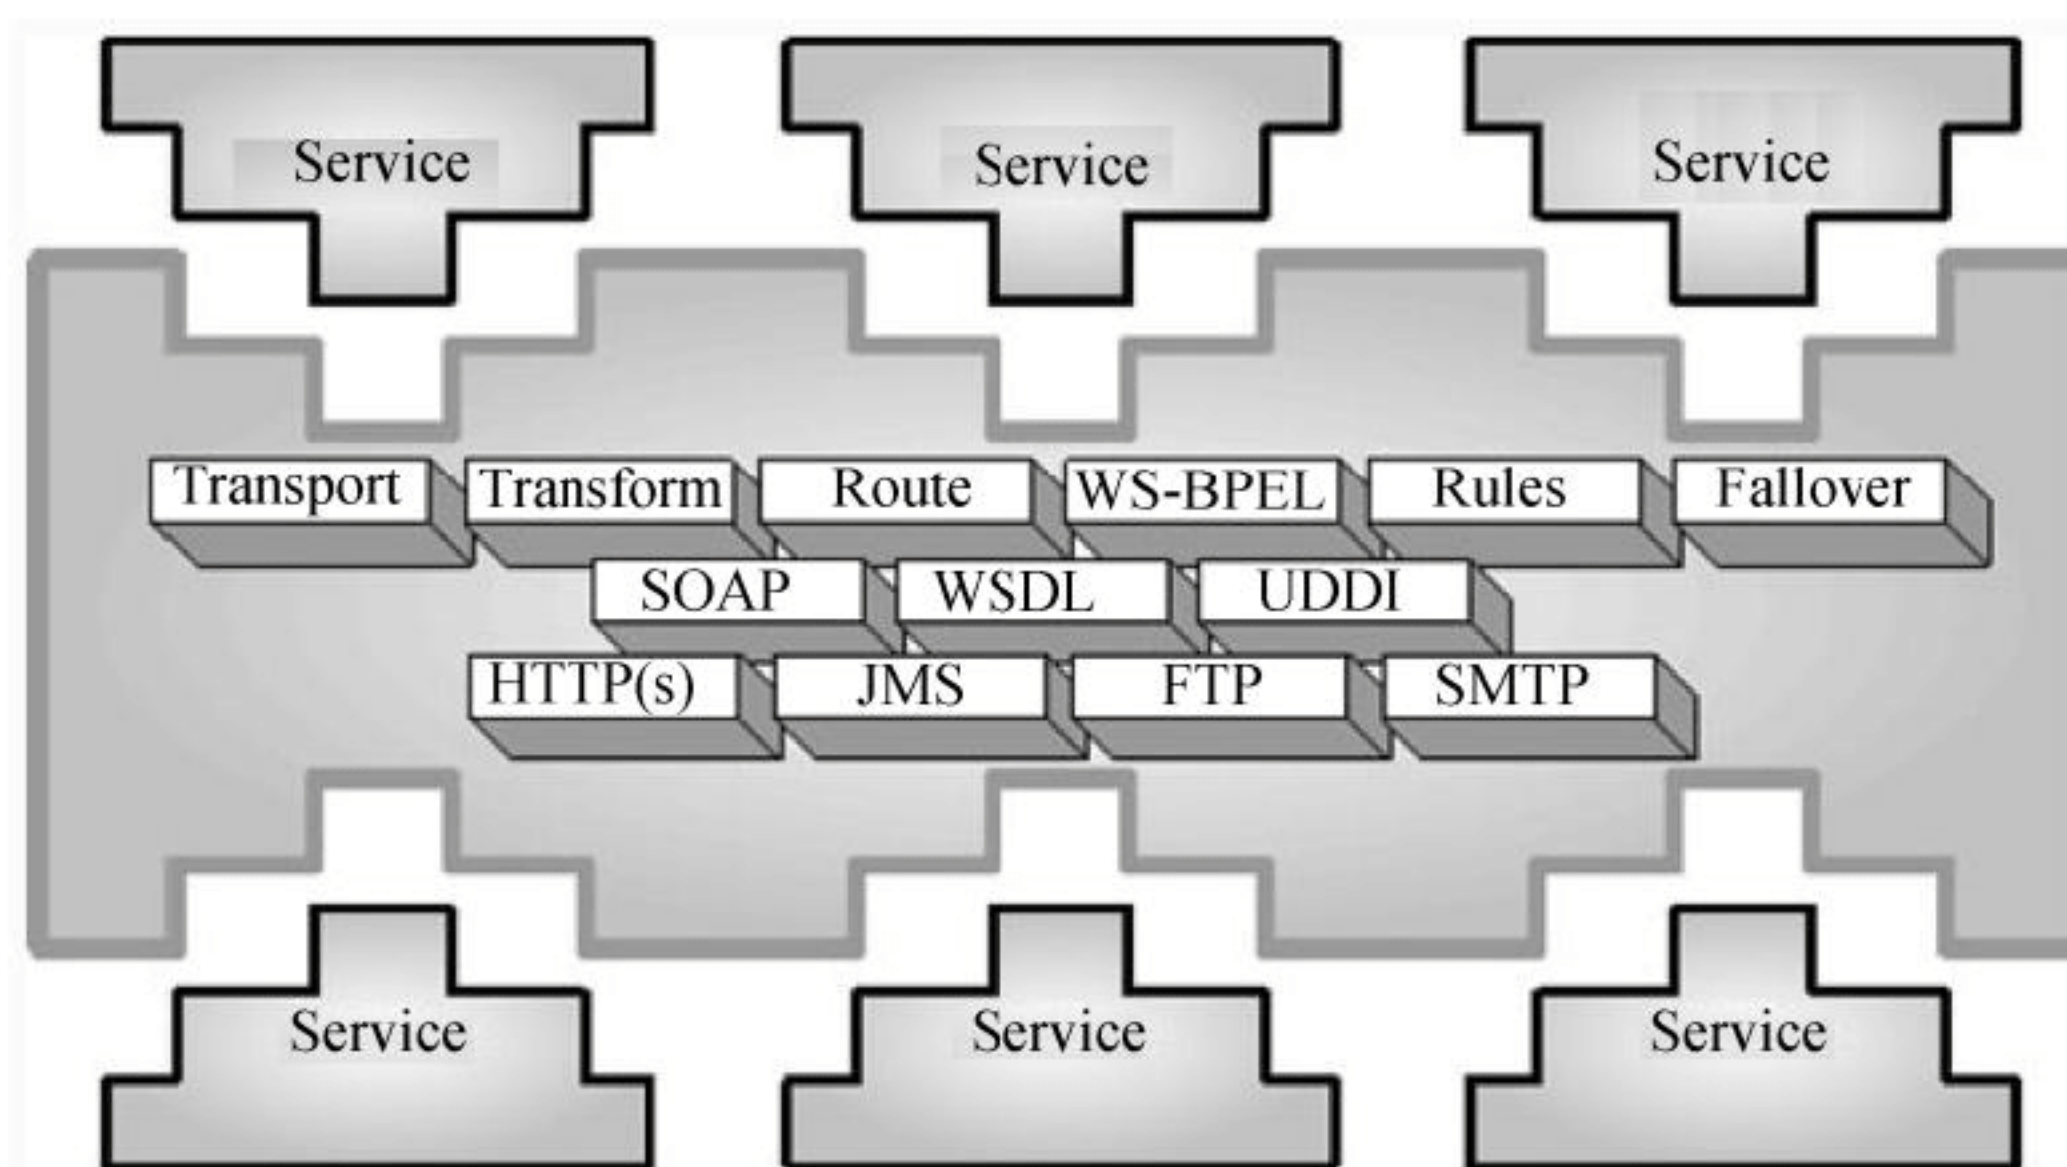 Service Service Service
Transport Transform Route WS-BPEL Rules Fallover
SOAP WSDL UDDI
HTTP(s) JMS FTP SMTP
Service Service Service